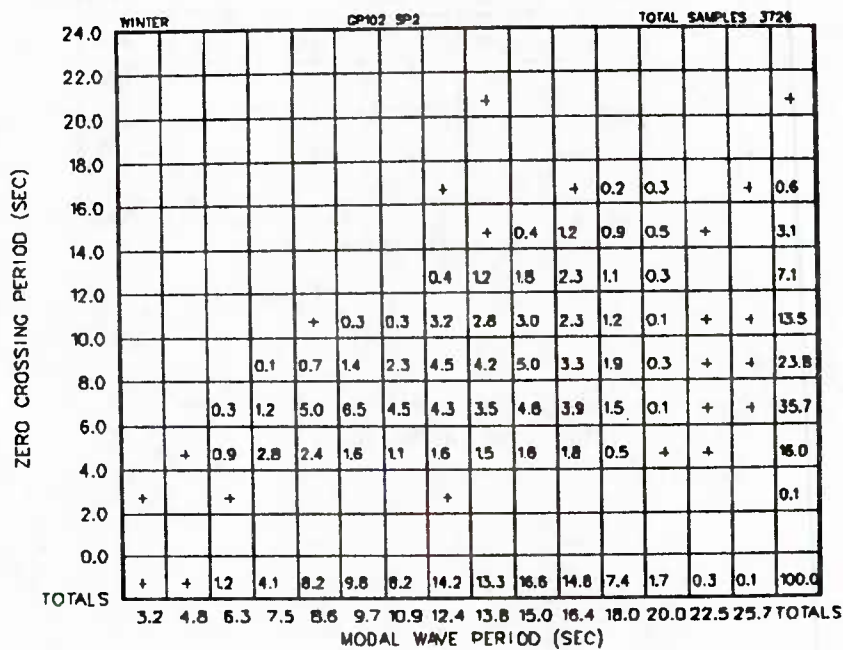 WINTER GP102 SP2 TOTAL SAMPLES 3726
24.0
22.0
+ +
20.0
18.0
+ + 0.2 0.3 + 0.6
16.0
+ 0.4 1.2 0.9 0.5 + 3.1
14.0
0.4 1.2 1.8 2.3 1.1 0.3 7.1
12.0
+ 0.3 0.3 3.2 2.8 3.0 2.3 1.2 0.1 + + 13.5
10.0
0.1 0.7 1.4 2.3 4.5 4.2 5.0 3.3 1.9 0.3 + + 23.8
8.0
0.3 1.2 5.0 6.5 4.5 4.3 3.5 4.8 3.9 1.5 0.1 + + 35.7
6.0
+ 0.9 2.8 2.4 1.6 1.1 1.6 1.5 1.6 1.8 0.5 + + 16.0
4.0
+ + + 0.1
2.0
0.0
+ + 1.2 4.1 8.2 9.8 8.2 14.2 13.3 16.6 14.8 7.4 1.7 0.3 0.1 100.0
TOTALS
3.2 4.8 6.3 7.5 8.6 9.7 10.9 12.4 13.8 15.0 16.4 18.0 20.0 22.5 25.7 TOTALS
MODAL WAVE PERIOD (SEC)
ZERO CROSSING PERIOD (SEC)